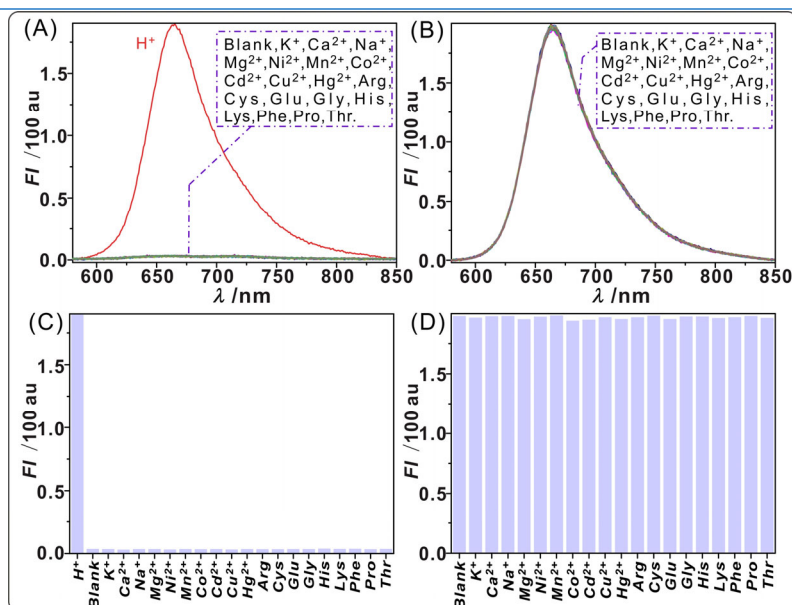 (A)
H⁺
Blank,K⁺,Ca²⁺,Na⁺,
Mg²⁺,Ni²⁺,Mn²⁺,Co²⁺,
Cd²⁺,Cu²⁺,Hg²⁺,Arg,
Cys,Glu,Gly,His,
Lys,Phe,Pro,Thr.
FI /100 au
1.5
1.0
0.5
0.0
600 650 700 750 800 850
λ /nm
(B)
Blank,K⁺,Ca²⁺,Na⁺,
Mg²⁺,Ni²⁺,Mn²⁺,Co²⁺,
Cd²⁺,Cu²⁺,Hg²⁺,Arg,
Cys,Glu,Gly,His,
Lys,Phe,Pro,Thr.
FI /100 au
1.5
1.0
0.5
0.0
600 650 700 750 800 850
λ /nm
(C)
FI /100 au
1.5
1.0
0.5
0.0
H⁺ Blank K⁺ Ca²⁺ Na⁺ Mg²⁺ Ni²⁺ Mn²⁺ Co²⁺ Cd²⁺ Cu²⁺ Hg²⁺ Arg Cys Glu Gly His Lys Phe Pro Thr
(D)
FI /100 au
1.5
1.0
0.5
0.0
Blank K⁺ Ca²⁺ Na⁺ Mg²⁺ Ni²⁺ Mn²⁺ Co²⁺ Cd²⁺ Cu²⁺ Hg²⁺ Arg Cys Glu Gly His Lys Phe Pro Thr